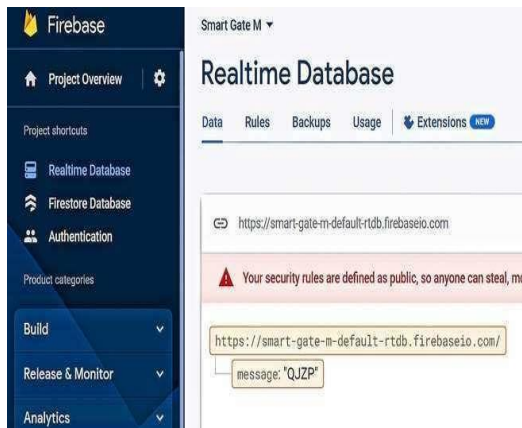 Firebase
Project Overview
Project shortcuts
Realtime Database
Firestore Database
Authentication
Product categories
Build
Release & Monitor
Analytics
Smart Gate M
Realtime Database
Data Rules Backups Usage Extensions NEW
https://smart-gate-m-default-rtdb.firebaseio.com
Your security rules are defined as public, so anyone can steal, mo
https://smart-gate-m-default-rtdb.firebaseio.com/
message: "QJZP"